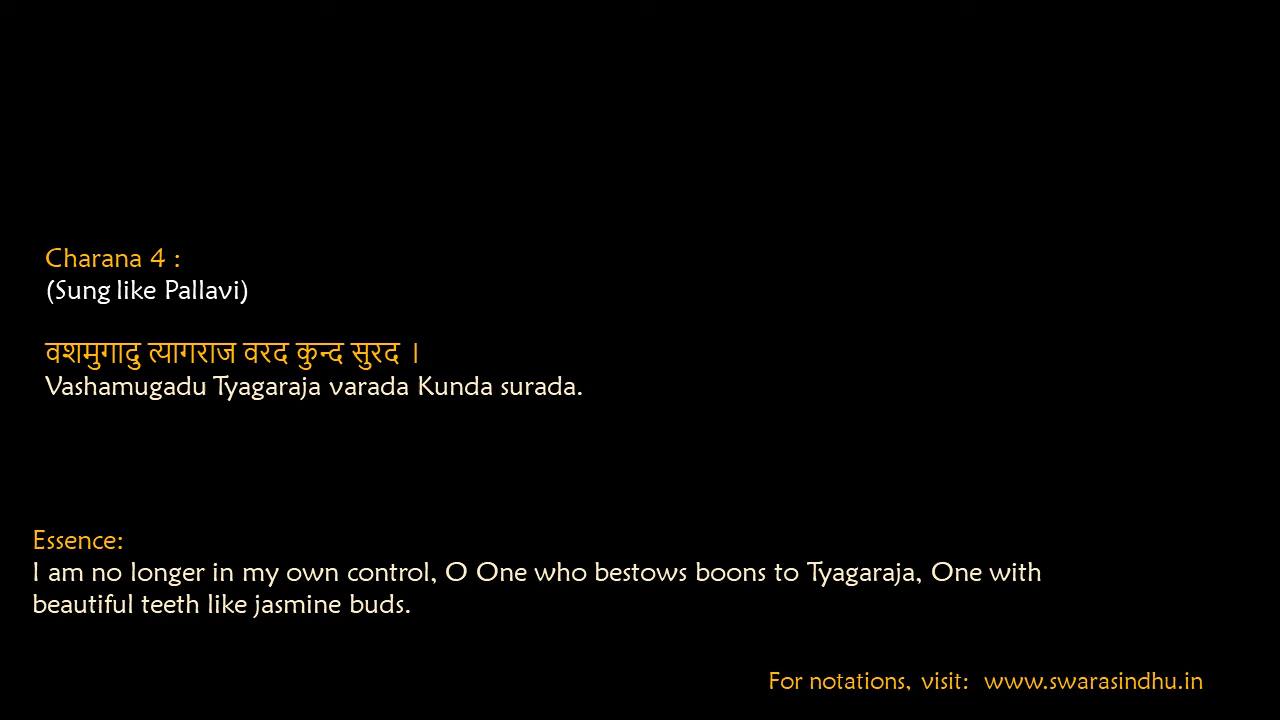 Charana 4 :
(Sung like Pallavi)
वशमुगादु त्यागराज वरद कुन्द सुरद ।
Vashamugadu Tyagaraja varada Kunda surada.
Essence:
I am no longer in my own control, O One who bestows boons to Tyagaraja, One with
beautiful teeth like jasmine buds.
For notations, visit: www.swarasindhu.in